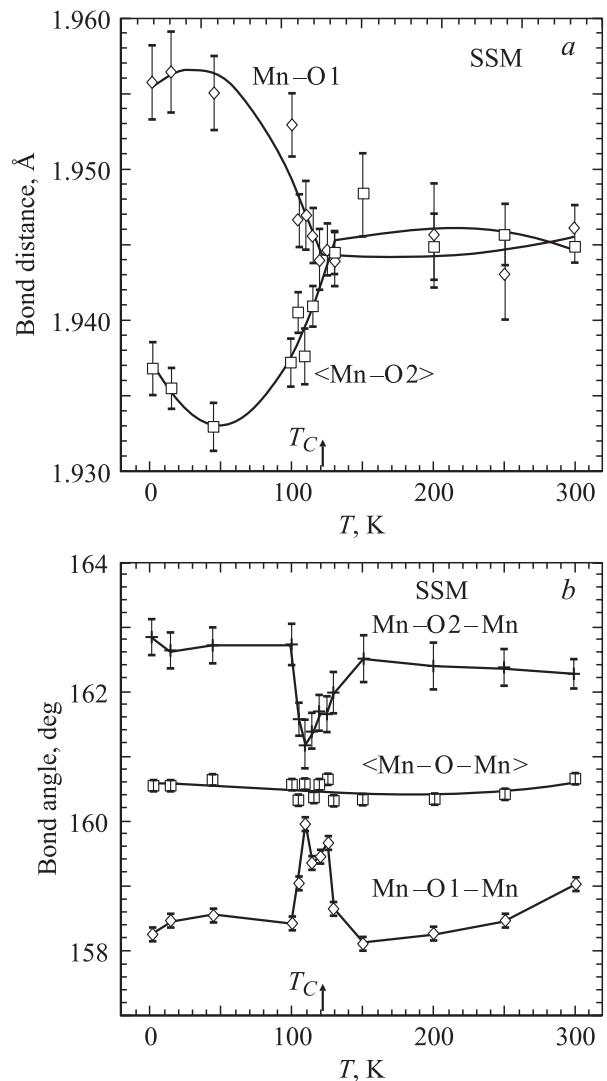 1.960
a
SSM
Mn–O1
1.950
Bond distance, Å
1.940
<Mn–O2>
T_C
1.930
0 100 200 300
T, K
164
SSM
b
Mn–O2–Mn
162
Bond angle, deg
<Mn–O–Mn>
160
Mn–O1–Mn
158
T_C
0 100 200 300
T, K